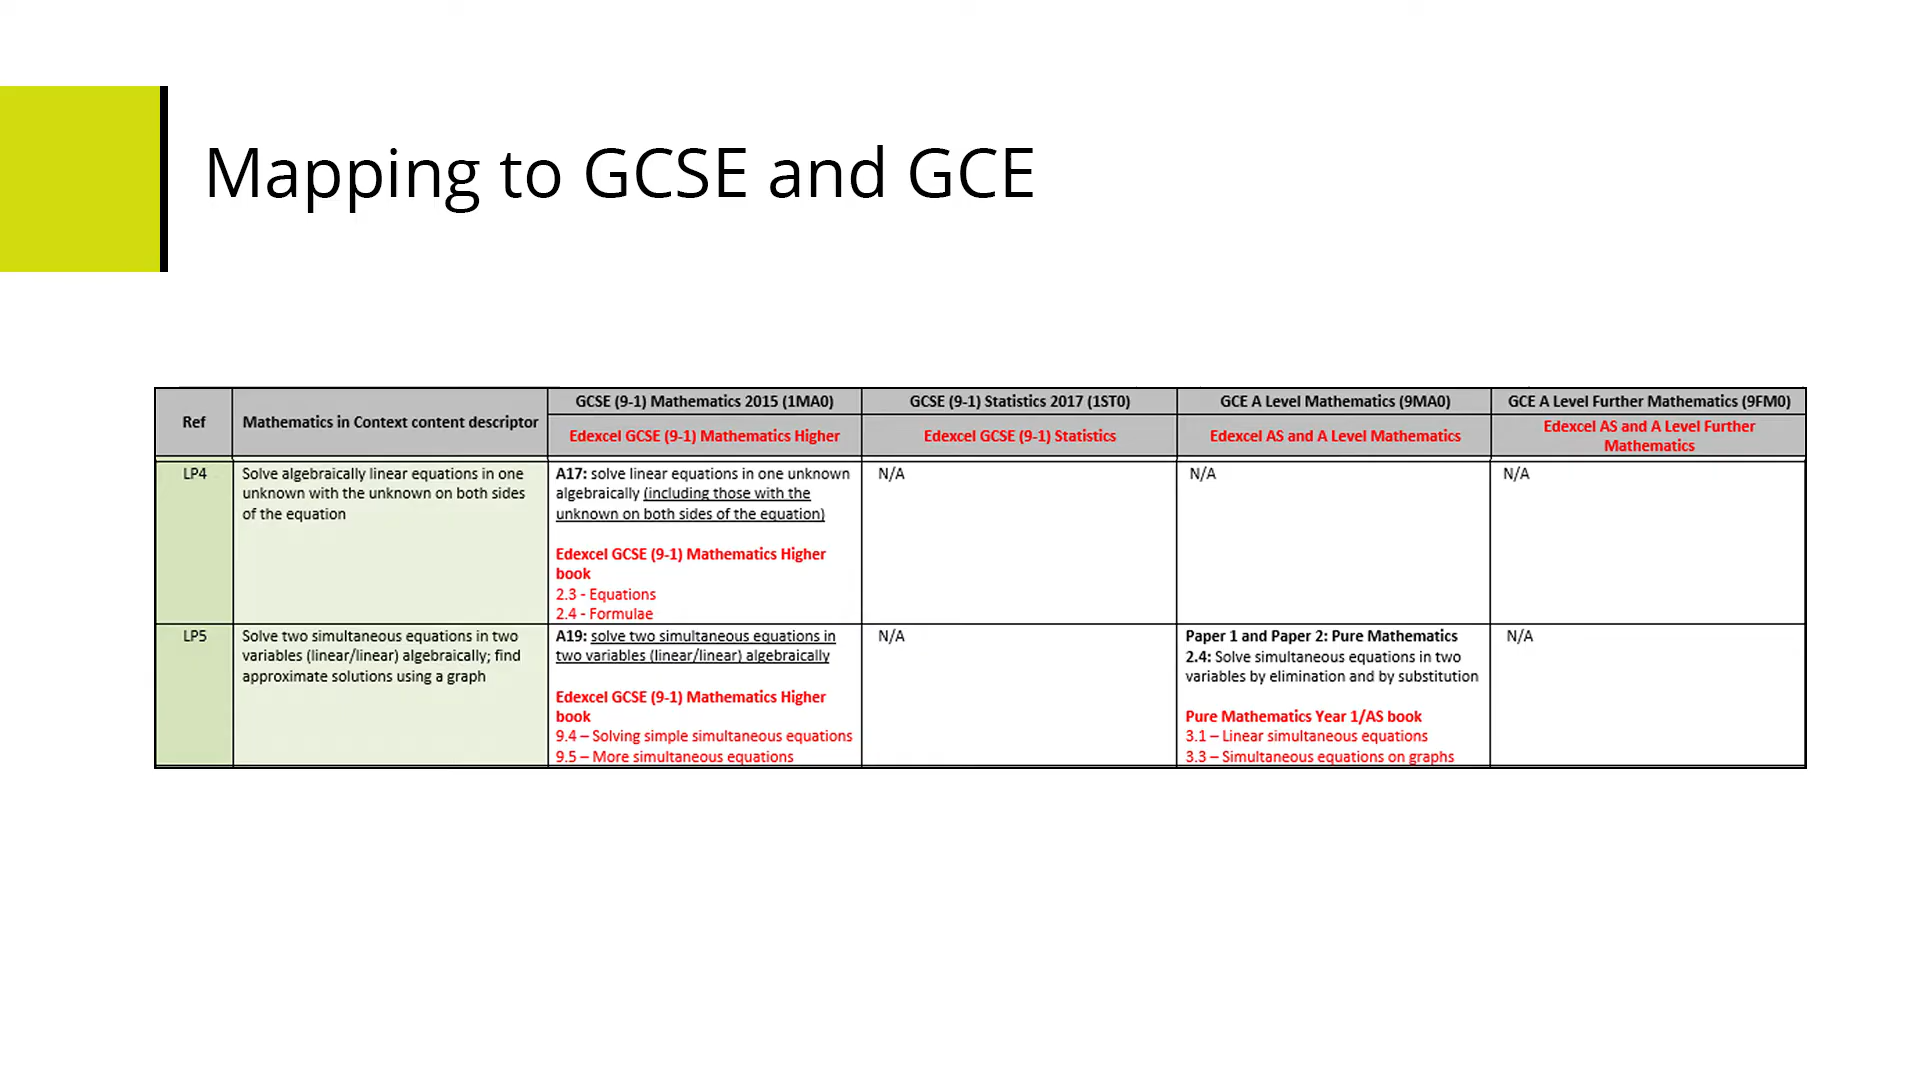 Mapping to GCSE and GCE
Ref
Mathematics in Context content descriptor
GCSE (9-1) Mathematics 2015 (1MA0)
Edexcel GCSE (9-1) Mathematics Higher
GCSE (9-1) Statistics 2017 (1ST0)
Edexcel GCSE (9-1) Statistics
GCE A Level Mathematics (9MA0)
Edexcel AS and A Level Mathematics
GCE A Level Further Mathematics (9FM0)
Edexcel AS and A Level Further
Mathematics
LP4
Solve algebraically linear equations in one
unknown with the unknown on both sides
of the equation
A17: solve linear equations in one unknown
algebraically (including those with the
unknown on both sides of the equation)
Edexcel GCSE (9-1) Mathematics Higher
book
2.3 - Equations
2.4 - Formulae
N/A
N/A
N/A
LP5
Solve two simultaneous equations in two
variables (linear/linear) algebraically; find
approximate solutions using a graph
A19: solve two simultaneous equations in
two variables (linear/linear) algebraically
Edexcel GCSE (9-1) Mathematics Higher
book
9.4 – Solving simple simultaneous equations
9.5 – More simultaneous equations
N/A
Paper 1 and Paper 2: Pure Mathematics
2.4: Solve simultaneous equations in two
variables by elimination and by substitution
Pure Mathematics Year 1/AS book
3.1 – Linear simultaneous equations
3.3 – Simultaneous equations on graphs
N/A